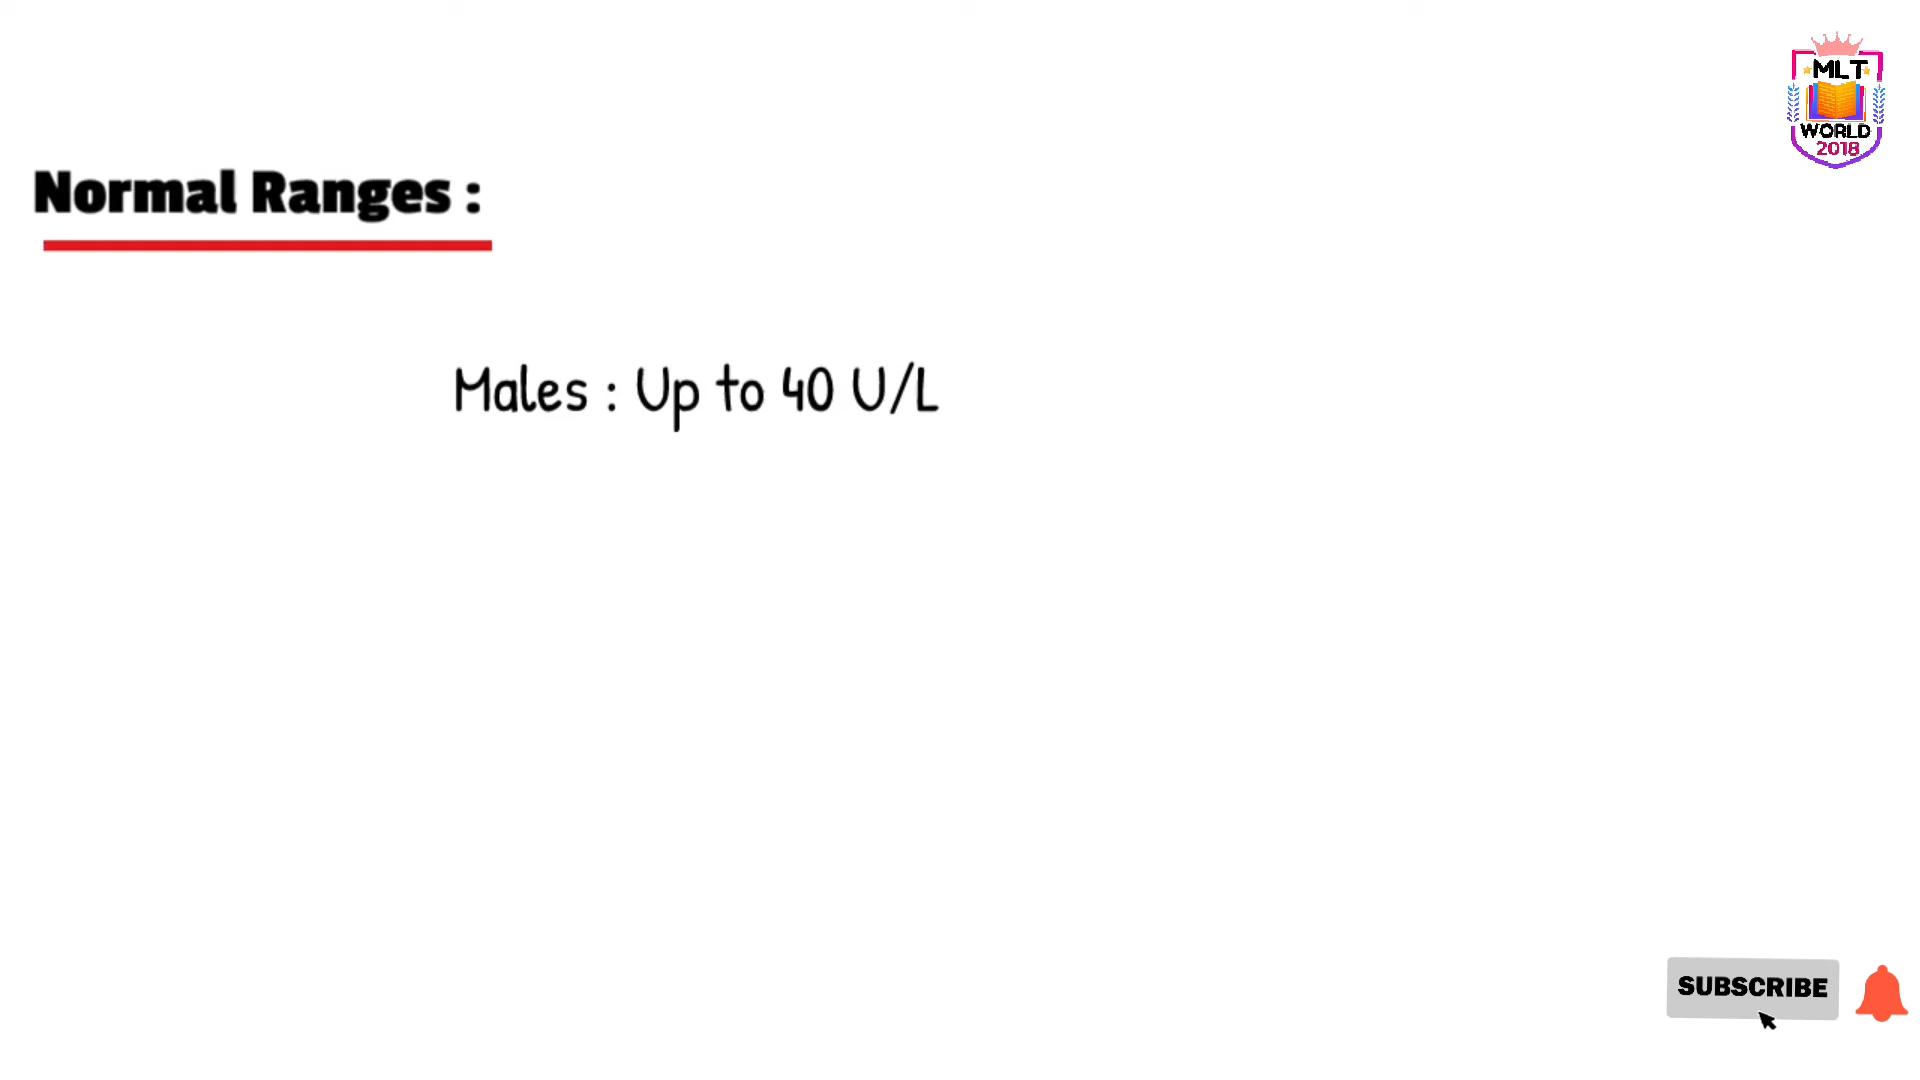 MLT
WORLD
2018
Normal Ranges :
Males : Up to 40 U/L
SUBSCRIBE